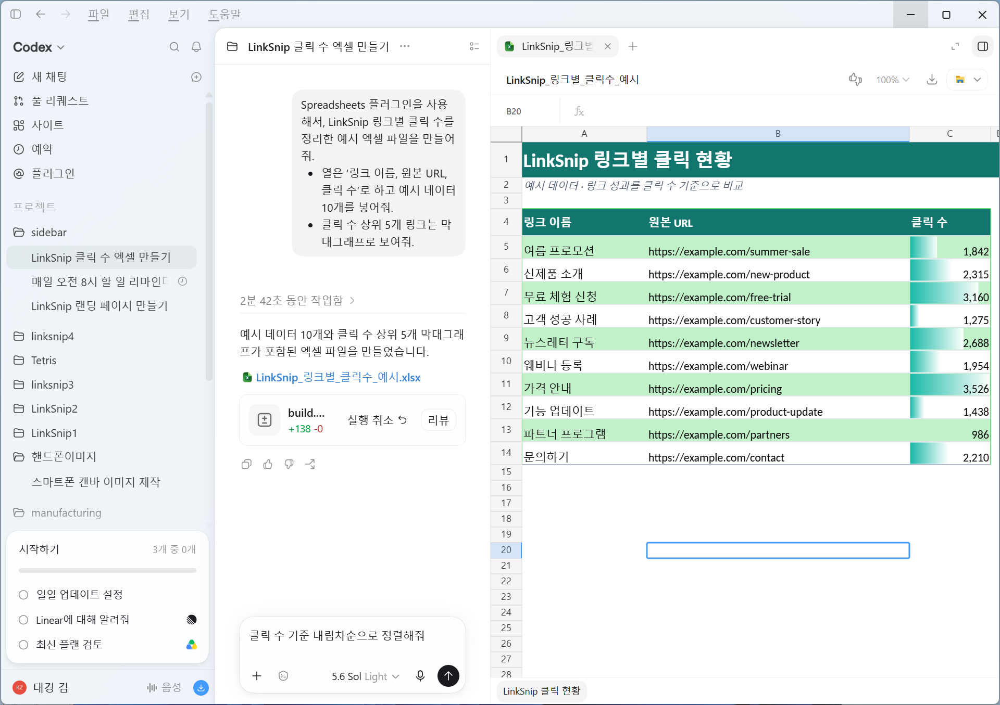 파일 편집 보기 도움말
Codex
새 채팅
풀 리퀘스트
사이트
예약
플러그인
프로젝트
sidebar
LinkSnip 클릭 수 엑셀 만들기
매일 오전 8시 할 일 리마인더
LinkSnip 랜딩 페이지 만들기
linksnip4
Tetris
linksnip3
LinkSnip2
LinkSnip1
핸드폰이미지
스마트폰 캔바 이미지 제작
manufacturing
시작하기 3개 중 0개
일일 업데이트 설정
Linear에 대해 알려줘
최신 플랜 검토
KZ 대경 김 음성
LinkSnip 클릭 수 엑셀 만들기
Spreadsheets 플러그인을 사용
해서, LinkSnip 링크별 클릭 수를
정리한 예시 엑셀 파일을 만들어
줘.
• 열은 ‘링크 이름, 원본 URL,
클릭 수’로 하고 예시 데이터
10개를 넣어줘.
• 클릭 수 상위 5개 링크는 막
대그래프로 보여줘.
2분 42초 동안 작업함
예시 데이터 10개와 클릭 수 상위 5개 막대그래
프가 포함된 엑셀 파일을 만들었습니다.
LinkSnip_링크별_클릭수_예시.xlsx
build....
+138 -0
실행 취소 리뷰
클릭 수 기준 내림차순으로 정렬해줘
5.6 Sol Light
LinkSnip_링크별
LinkSnip_링크별_클릭수_예시 100%
B20 fx
A B C
1 LinkSnip 링크별 클릭 현황
2 예시 데이터 · 링크 성과를 클릭 수 기준으로 비교
3
4 링크 이름 원본 URL 클릭 수
5 여름 프로모션 https://example.com/summer-sale 1,842
6 신제품 소개 https://example.com/new-product 2,315
7 무료 체험 신청 https://example.com/free-trial 3,160
8 고객 성공 사례 https://example.com/customer-story 1,275
9 뉴스레터 구독 https://example.com/newsletter 2,688
10 웨비나 등록 https://example.com/webinar 1,954
11 가격 안내 https://example.com/pricing 3,526
12 기능 업데이트 https://example.com/product-update 1,438
13 파트너 프로그램 https://example.com/partners 986
14 문의하기 https://example.com/contact 2,210
15
16
17
18
19
20
21
22
23
24
25
26
27
28
LinkSnip 클릭 현황